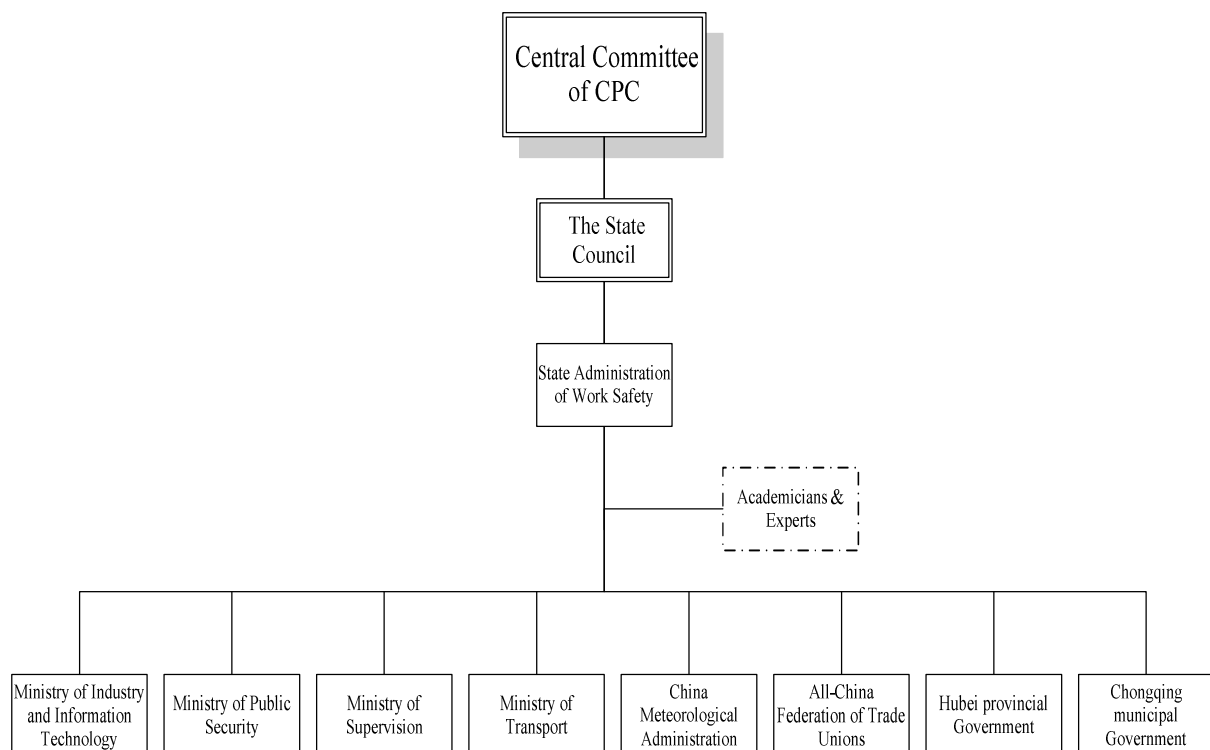 Central Committee
of CPC
The State
Council
State Administration
of Work Safety
Academicians &
Experts
Ministry of Industry
and Information
Technology
Ministry of Public
Security
Ministry of
Supervision
Ministry of
Transport
China
Meteorological
Administration
All-China
Federation of Trade
Unions
Hubei provincial
Government
Chongqing
municipal
Government